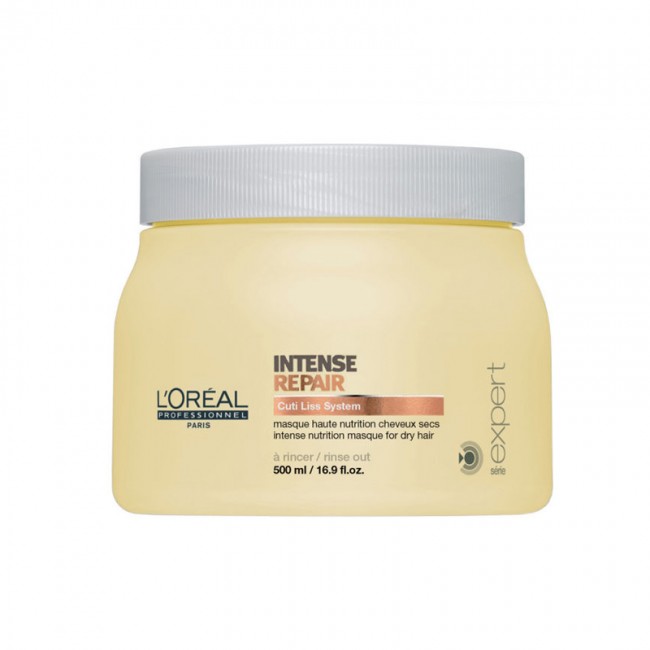 L'ORÉAL
PROFESSIONNEL
PARIS
INTENSE
REPAIR
Cuti Liss System
masque haute nutrition cheveux secs
intense nutrition masque for dry hair
à rincer / rinse out
500 ml / 16.9 fl.oz.
série expert